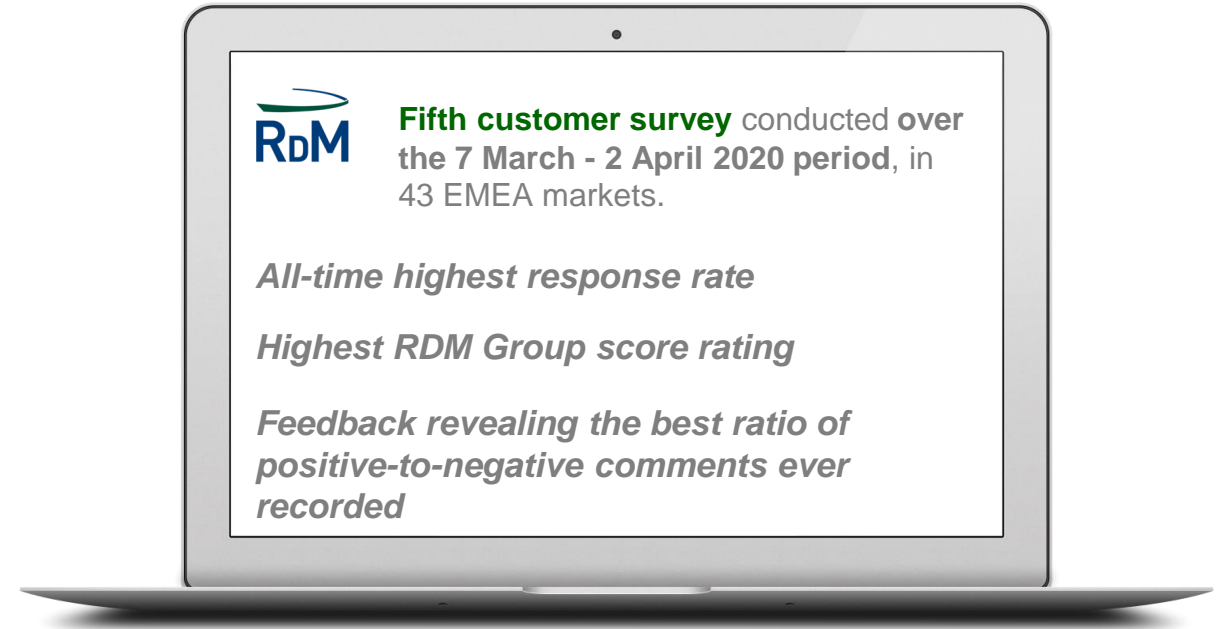 RDM
Fifth customer survey conducted over
the 7 March - 2 April 2020 period, in
43 EMEA markets.
All-time highest response rate
Highest RDM Group score rating
Feedback revealing the best ratio of
positive-to-negative comments ever
recorded